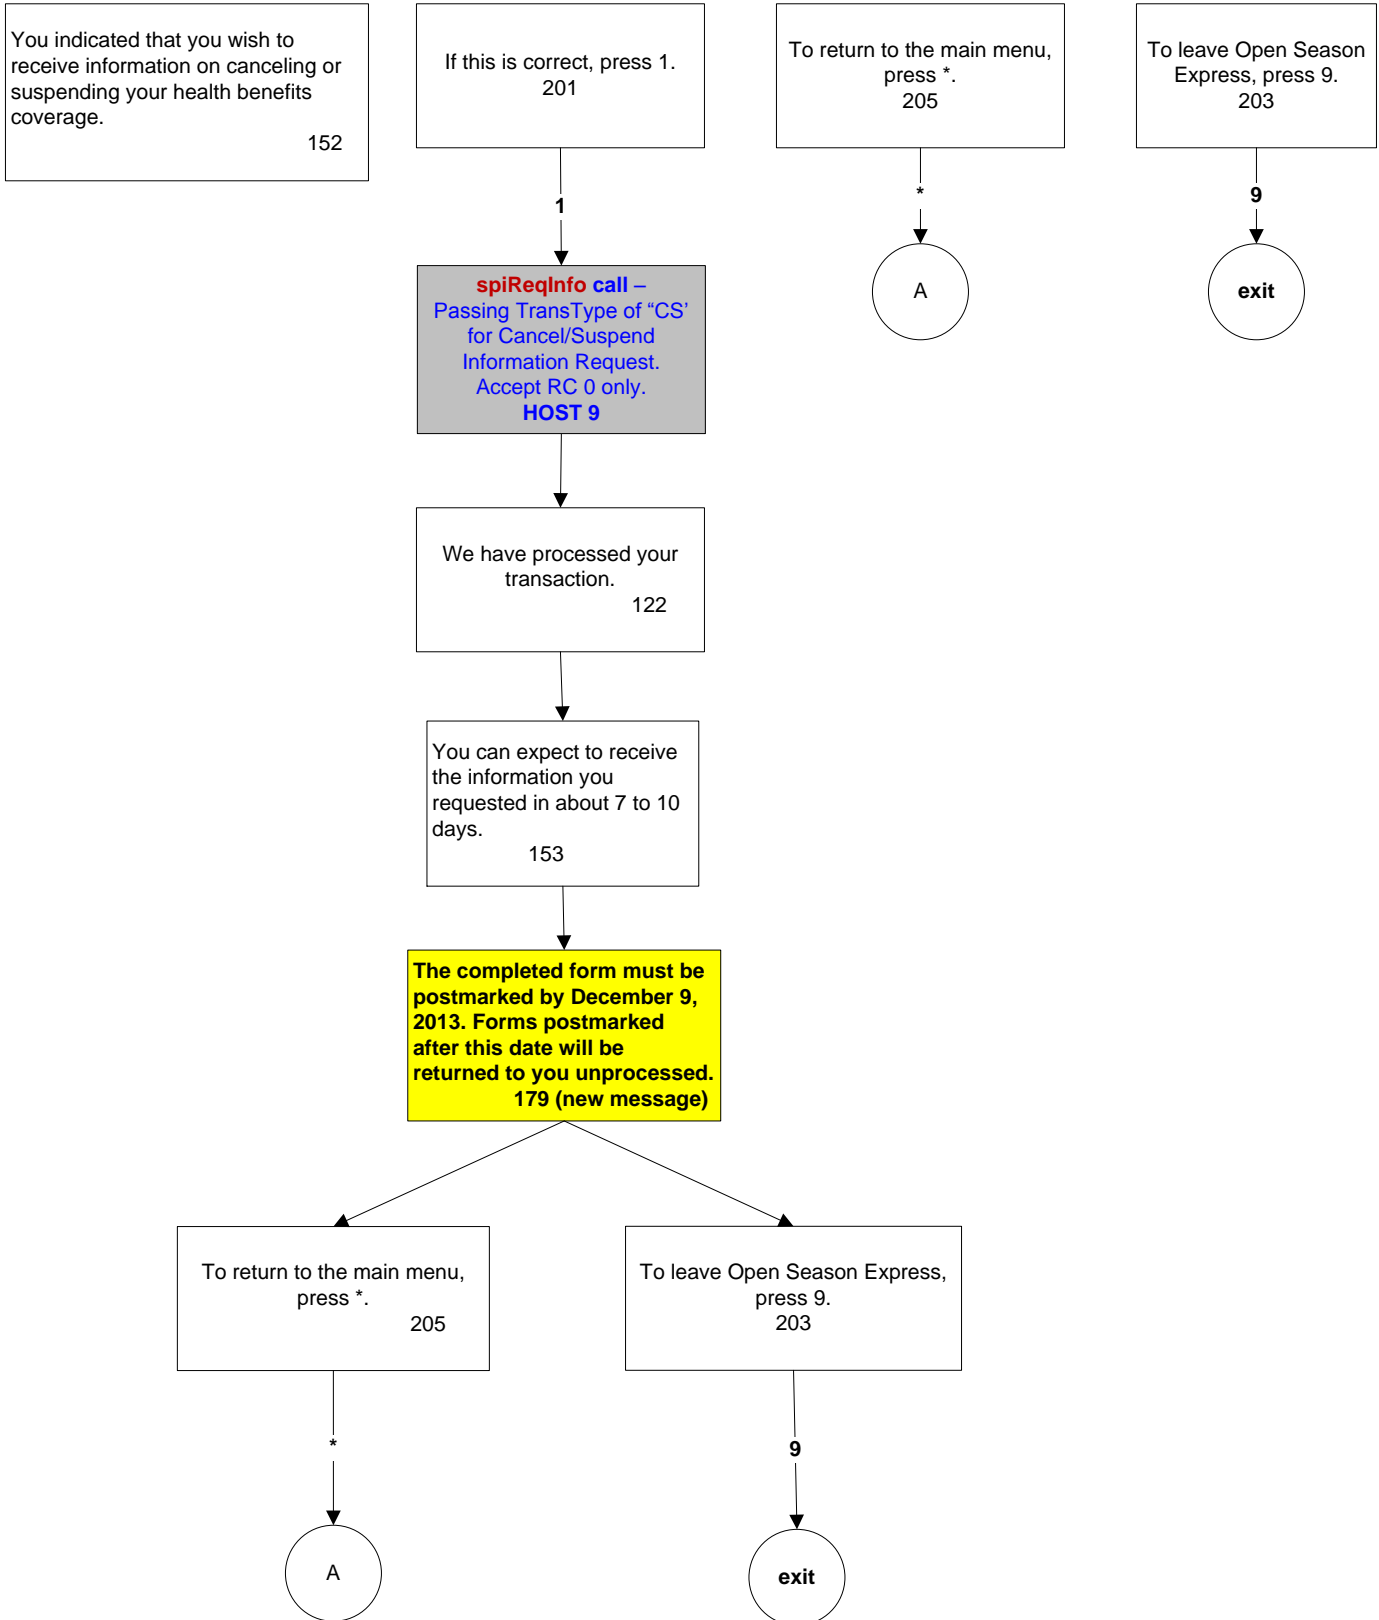 You indicated that you wish to
receive information on canceling or
suspending your health benefits
coverage.
152
If this is correct, press 1.
201
To return to the main menu,
press *.
205
To leave Open Season
Express, press 9.
203
1
*
9
spiReqInfo call –
Passing TransType of “CS’
for Cancel/Suspend
Information Request.
Accept RC 0 only.
HOST 9
A
exit
We have processed your
transaction.
122
You can expect to receive
the information you
requested in about 7 to 10
days.
153
The completed form must be
postmarked by December 9,
2013. Forms postmarked
after this date will be
returned to you unprocessed.
179 (new message)
To return to the main menu,
press *.
205
To leave Open Season Express,
press 9.
203
*
9
A
exit